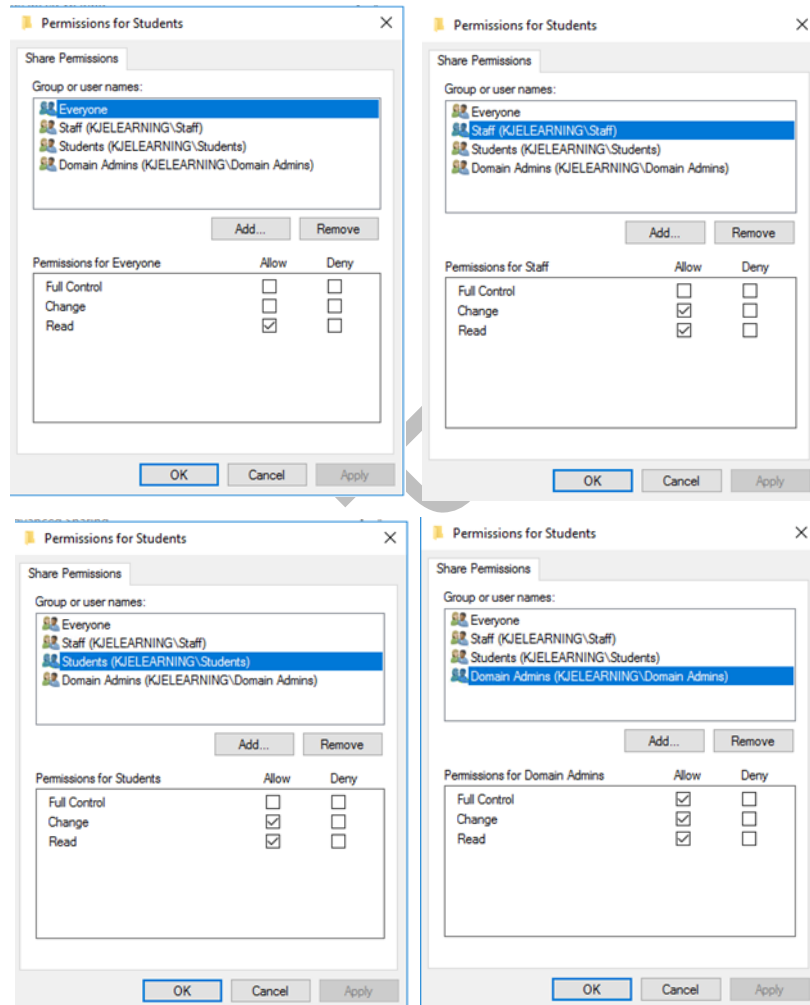 Permissions for Students
Share Permissions
Group or user names:
Everyone
Staff (KJELEARNING\Staff)
Students (KJELEARNING\Students)
Domain Admins (KJELEARNING\Domain Admins)
Add... Remove
Permissions for Everyone Allow Deny
Full Control
Change
Read
OK Cancel Apply
Permissions for Students
Share Permissions
Group or user names:
Everyone
Staff (KJELEARNING\Staff)
Students (KJELEARNING\Students)
Domain Admins (KJELEARNING\Domain Admins)
Add... Remove
Permissions for Staff Allow Deny
Full Control
Change
Read
OK Cancel Apply
Permissions for Students
Share Permissions
Group or user names:
Everyone
Staff (KJELEARNING\Staff)
Students (KJELEARNING\Students)
Domain Admins (KJELEARNING\Domain Admins)
Add... Remove
Permissions for Students Allow Deny
Full Control
Change
Read
OK Cancel Apply
Permissions for Students
Share Permissions
Group or user names:
Everyone
Staff (KJELEARNING\Staff)
Students (KJELEARNING\Students)
Domain Admins (KJELEARNING\Domain Admins)
Add... Remove
Permissions for Domain Admins Allow Deny
Full Control
Change
Read
OK Cancel Apply